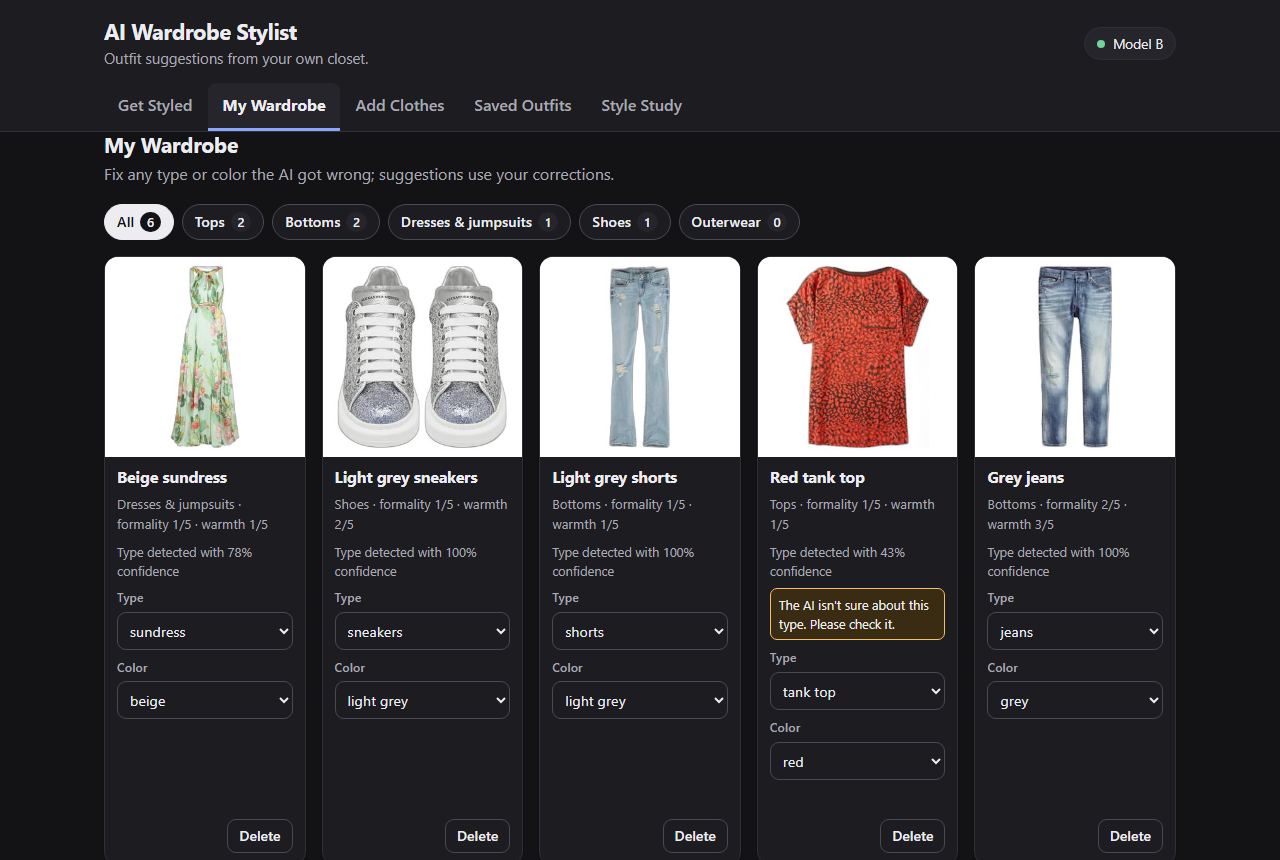 AI Wardrobe Stylist
Outfit suggestions from your own closet.
Model B
Get Styled
My Wardrobe
Add Clothes
Saved Outfits
Style Study
My Wardrobe
Fix any type or color the AI got wrong; suggestions use your corrections.
All 6
Tops 2
Bottoms 2
Dresses & jumpsuits 1
Shoes 1
Outerwear 0
Beige sundress
Dresses & jumpsuits ·
formality 1/5 · warmth 1/5
Type detected with 78%
confidence
Type
sundress
Color
beige
Delete
Light grey sneakers
Shoes · formality 1/5 · warmth
2/5
Type detected with 100%
confidence
Type
sneakers
Color
light grey
Delete
Light grey shorts
Bottoms · formality 1/5 ·
warmth 1/5
Type detected with 100%
confidence
Type
shorts
Color
light grey
Delete
Red tank top
Tops · formality 1/5 · warmth
1/5
Type detected with 43%
confidence
The AI isn't sure about this
type. Please check it.
Type
tank top
Color
red
Delete
Grey jeans
Bottoms · formality 2/5 ·
warmth 3/5
Type detected with 100%
confidence
Type
jeans
Color
grey
Delete